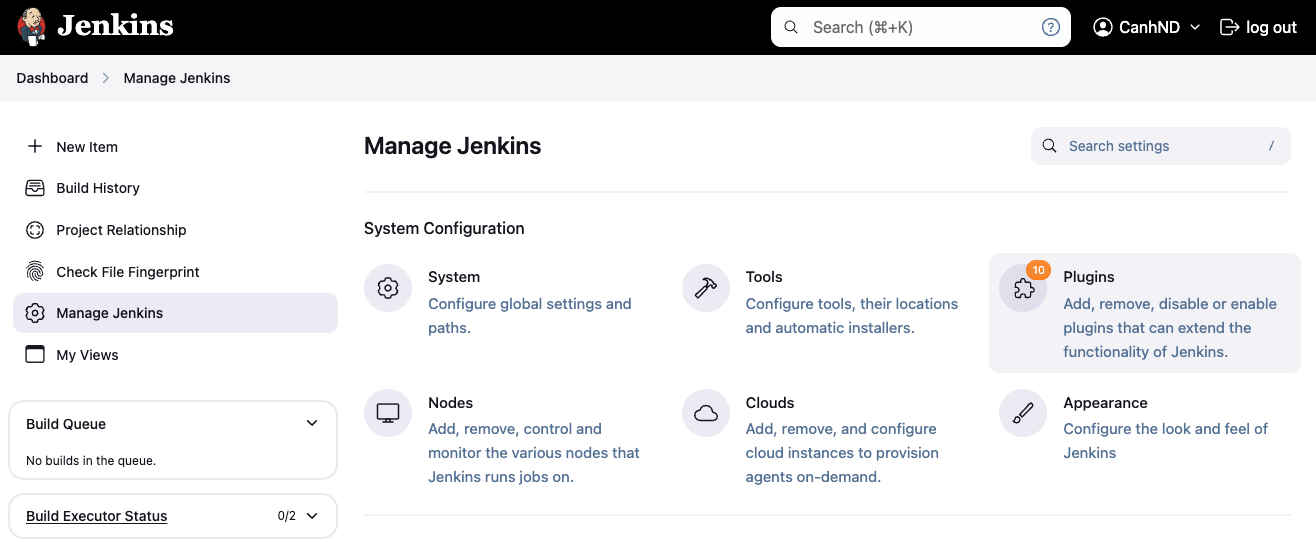 Jenkins
Search (⌘+K)
CanhND
log out
Dashboard
Manage Jenkins
New Item
Build History
Project Relationship
Check File Fingerprint
Manage Jenkins
My Views
Build Queue
No builds in the queue.
Build Executor Status
0/2
Manage Jenkins
Search settings
/
System Configuration
System
Configure global settings and
paths.
Tools
Configure tools, their locations
and automatic installers.
10
Plugins
Add, remove, disable or enable
plugins that can extend the
functionality of Jenkins.
Nodes
Add, remove, control and
monitor the various nodes that
Jenkins runs jobs on.
Clouds
Add, remove, and configure
cloud instances to provision
agents on-demand.
Appearance
Configure the look and feel of
Jenkins